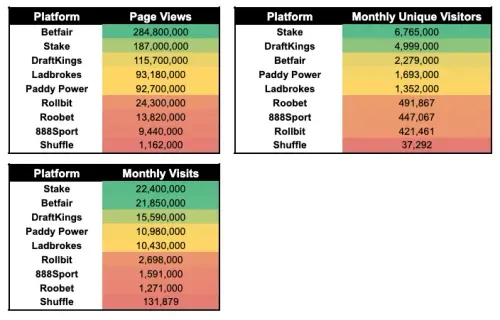 Platform Page Views
Betfair 284,800,000
Stake 187,000,000
DraftKings 115,700,000
Ladbrokes 93,180,000
Paddy Power 92,700,000
Rollbit 24,300,000
Roobet 13,820,000
888Sport 9,440,000
Shuffle 1,162,000
Platform Monthly Unique Visitors
Stake 6,765,000
DraftKings 4,999,000
Betfair 2,279,000
Paddy Power 1,693,000
Ladbrokes 1,352,000
Roobet 491,867
888Sport 447,067
Rollbit 421,461
Shuffle 37,292
Platform Monthly Visits
Stake 22,400,000
Betfair 21,850,000
DraftKings 15,590,000
Paddy Power 10,980,000
Ladbrokes 10,430,000
Rollbit 2,698,000
888Sport 1,591,000
Roobet 1,271,000
Shuffle 131,879